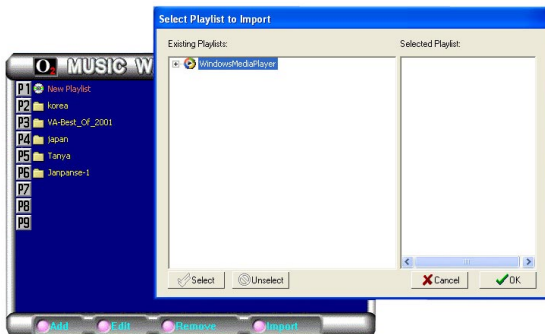 Select Playlist to Import
Existing Playlists:
Selected Playlist:
WindowsMediaPlayer
O2 MUSIC W
P1 New Playlist
P2 korea
P3 VA-Best_Of_2001
P4 japan
P5 Tanya
P6 Janpanse-1
P7
P8
P9
Select
Unselect
Cancel
OK
Add
Edit
Remove
Import